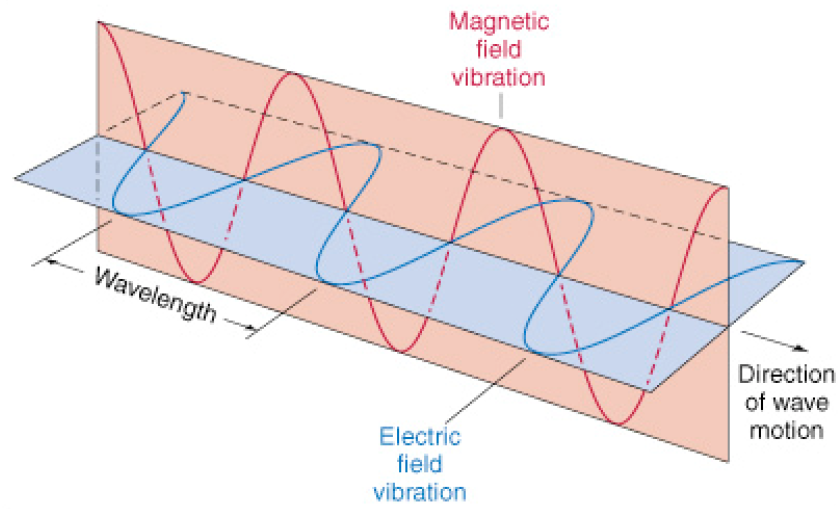 Magnetic
field
vibration
Wavelength
Direction
of wave
motion
Electric
field
vibration